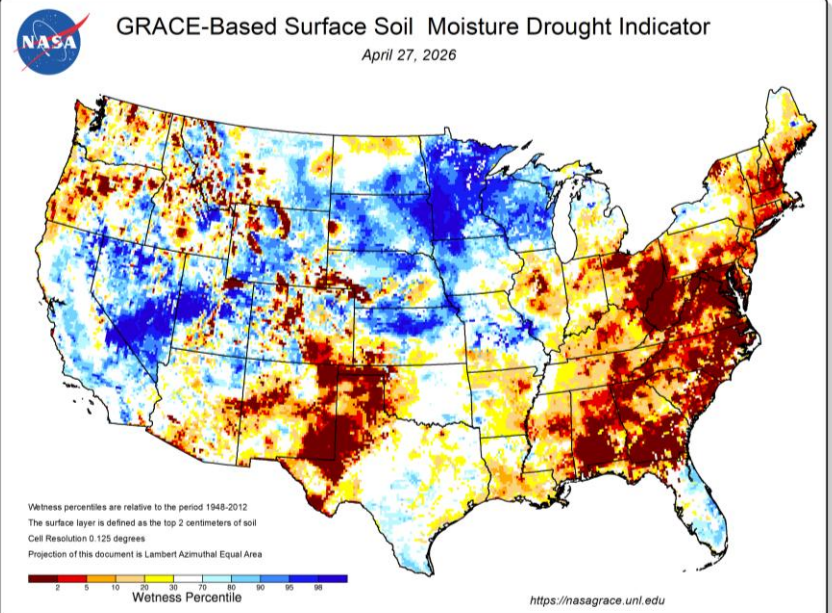 NASA
GRACE-Based Surface Soil Moisture Drought Indicator
April 27, 2026
Wetness percentiles are relative to the period 1948-2012
The surface layer is defined as the top 2 centimeters of soil
Cell Resolution 0.125 degrees
Projection of this document is Lambert Azimuthal Equal Area
2 5 10 20 30 70 80 90 95 98
Wetness Percentile
https://nasagrace.unl.edu